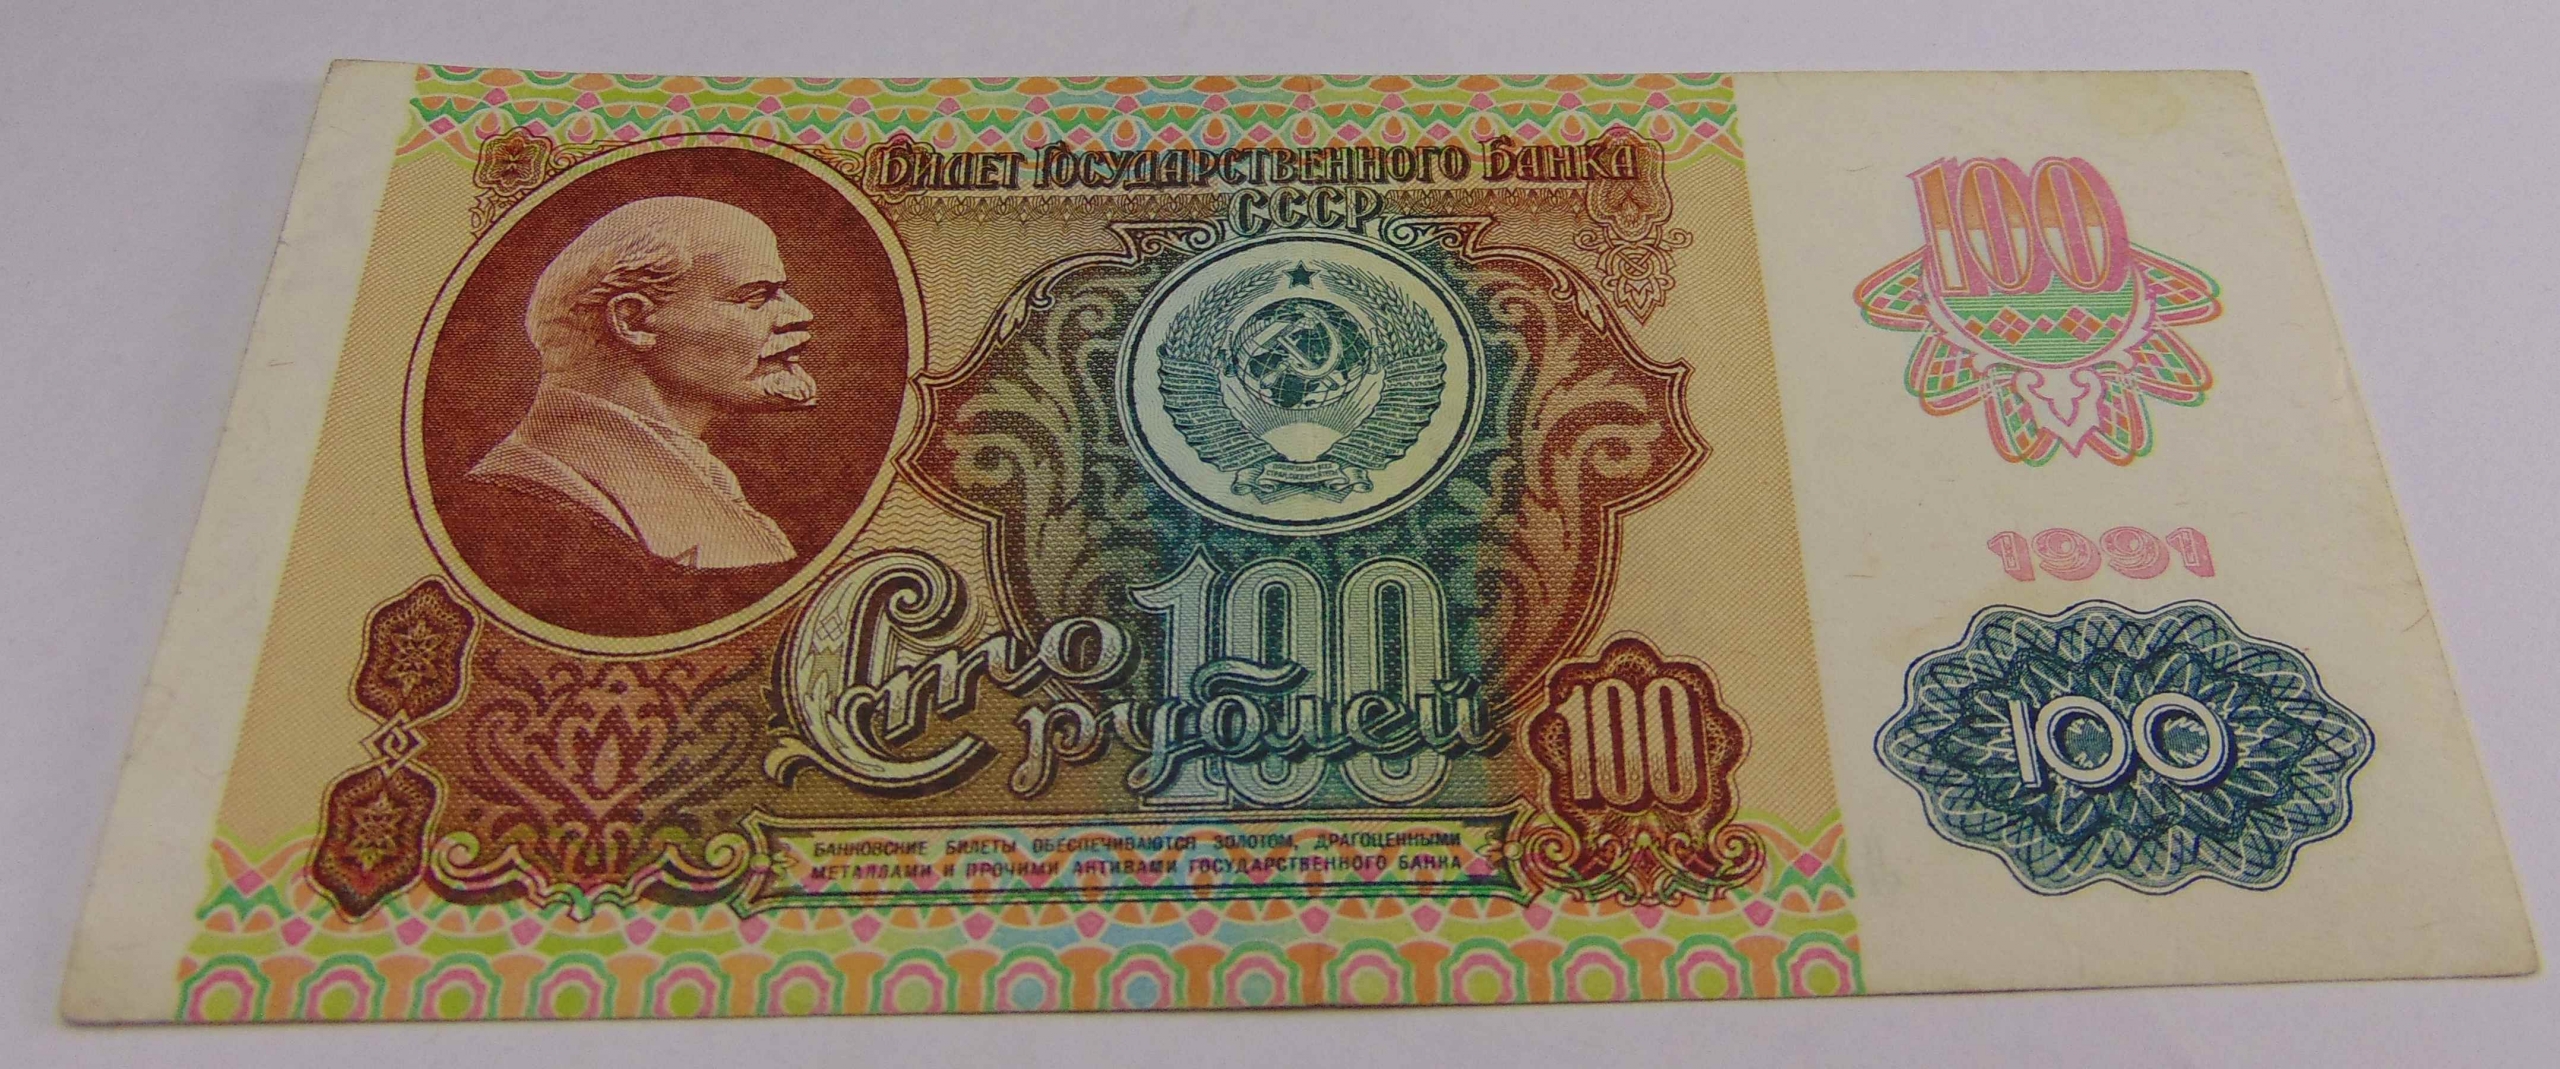 Билет Государственного Банка
СССР
100
1991
Сто
рублей
100
100
100
БАНКОВСКИЕ БИЛЕТЫ ОБЕСПЕЧИВАЮТСЯ ЗОЛОТОМ, ДРАГОЦЕННЫМИ
МЕТАЛЛАМИ И ПРОЧИМИ АКТИВАМИ ГОСУДАРСТВЕННОГО БАНКА